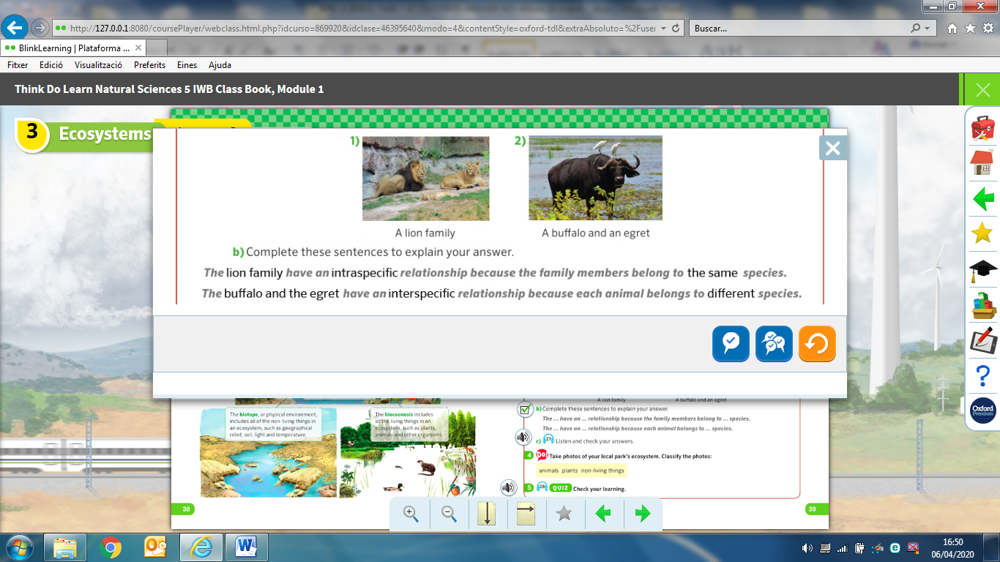 http://127.0.0.1:8080/coursePlayer/webclass.html.php?idcurso=869920&idclase=46395640&modo=4&contentStyle=oxford-tdl&extraAbsoluto=%2Fuse
Buscar...
BlinkLearning | Plataforma ...
Fitxer Edició Visualització Preferits Eines Ajuda
Think Do Learn Natural Sciences 5 IWB Class Book, Module 1
3 Ecosystems
1) 2)
A lion family A buffalo and an egret
b) Complete these sentences to explain your answer.
The lion family have an intraspecific relationship because the family members belong to the same species.
The buffalo and the egret have an interspecific relationship because each animal belongs to different species.
The biotope, or physical environment,
includes all of the non-living things in
an ecosystem, such as geographical
relief, soil, light and temperature.
The biocoenosis includes
all the living things in an
ecosystem, such as plants,
animals and other organisms.
38
A lion family A buffalo and an egret
b) Complete these sentences to explain your answer.
The ... have an ... relationship because the family members belong to ... species.
The ... have an ... relationship because each animal belongs to ... species.
c) 27 Listen and check your answers.
4 Do! Take photos of your local park's ecosystem. Classify the photos:
animals plants non-living things
5 28 QUIZ Check your learning.
39
?
Oxford
Premium
16:50
06/04/2020